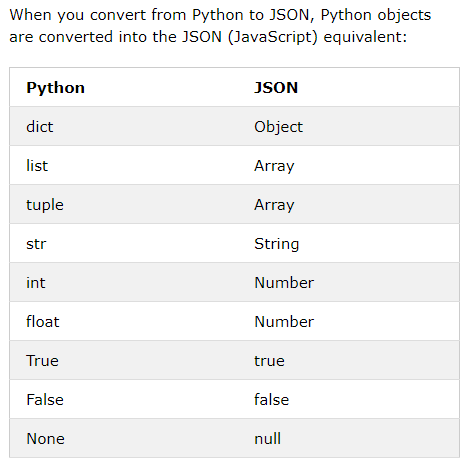 When you convert from Python to JSON, Python objects
are converted into the JSON (JavaScript) equivalent:
Python JSON
dict Object
list Array
tuple Array
str String
int Number
float Number
True true
False false
None null